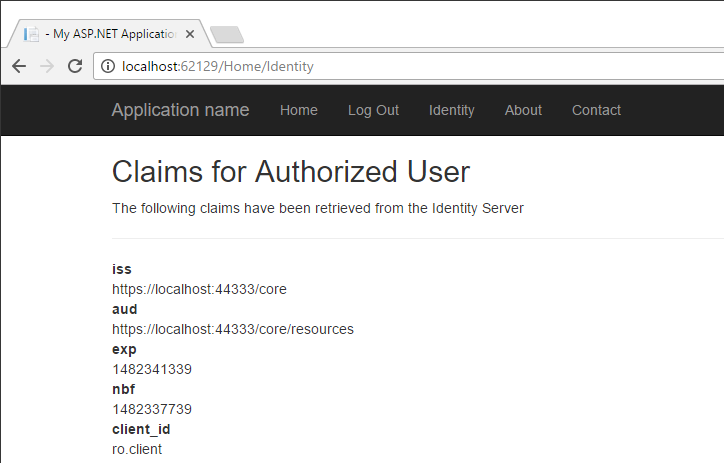 - My ASP.NET Application
localhost:62129/Home/Identity
Application name Home Log Out Identity About Contact
Claims for Authorized User
The following claims have been retrieved from the Identity Server
iss
https://localhost:44333/core
aud
https://localhost:44333/core/resources
exp
1482341339
nbf
1482337739
client_id
ro.client